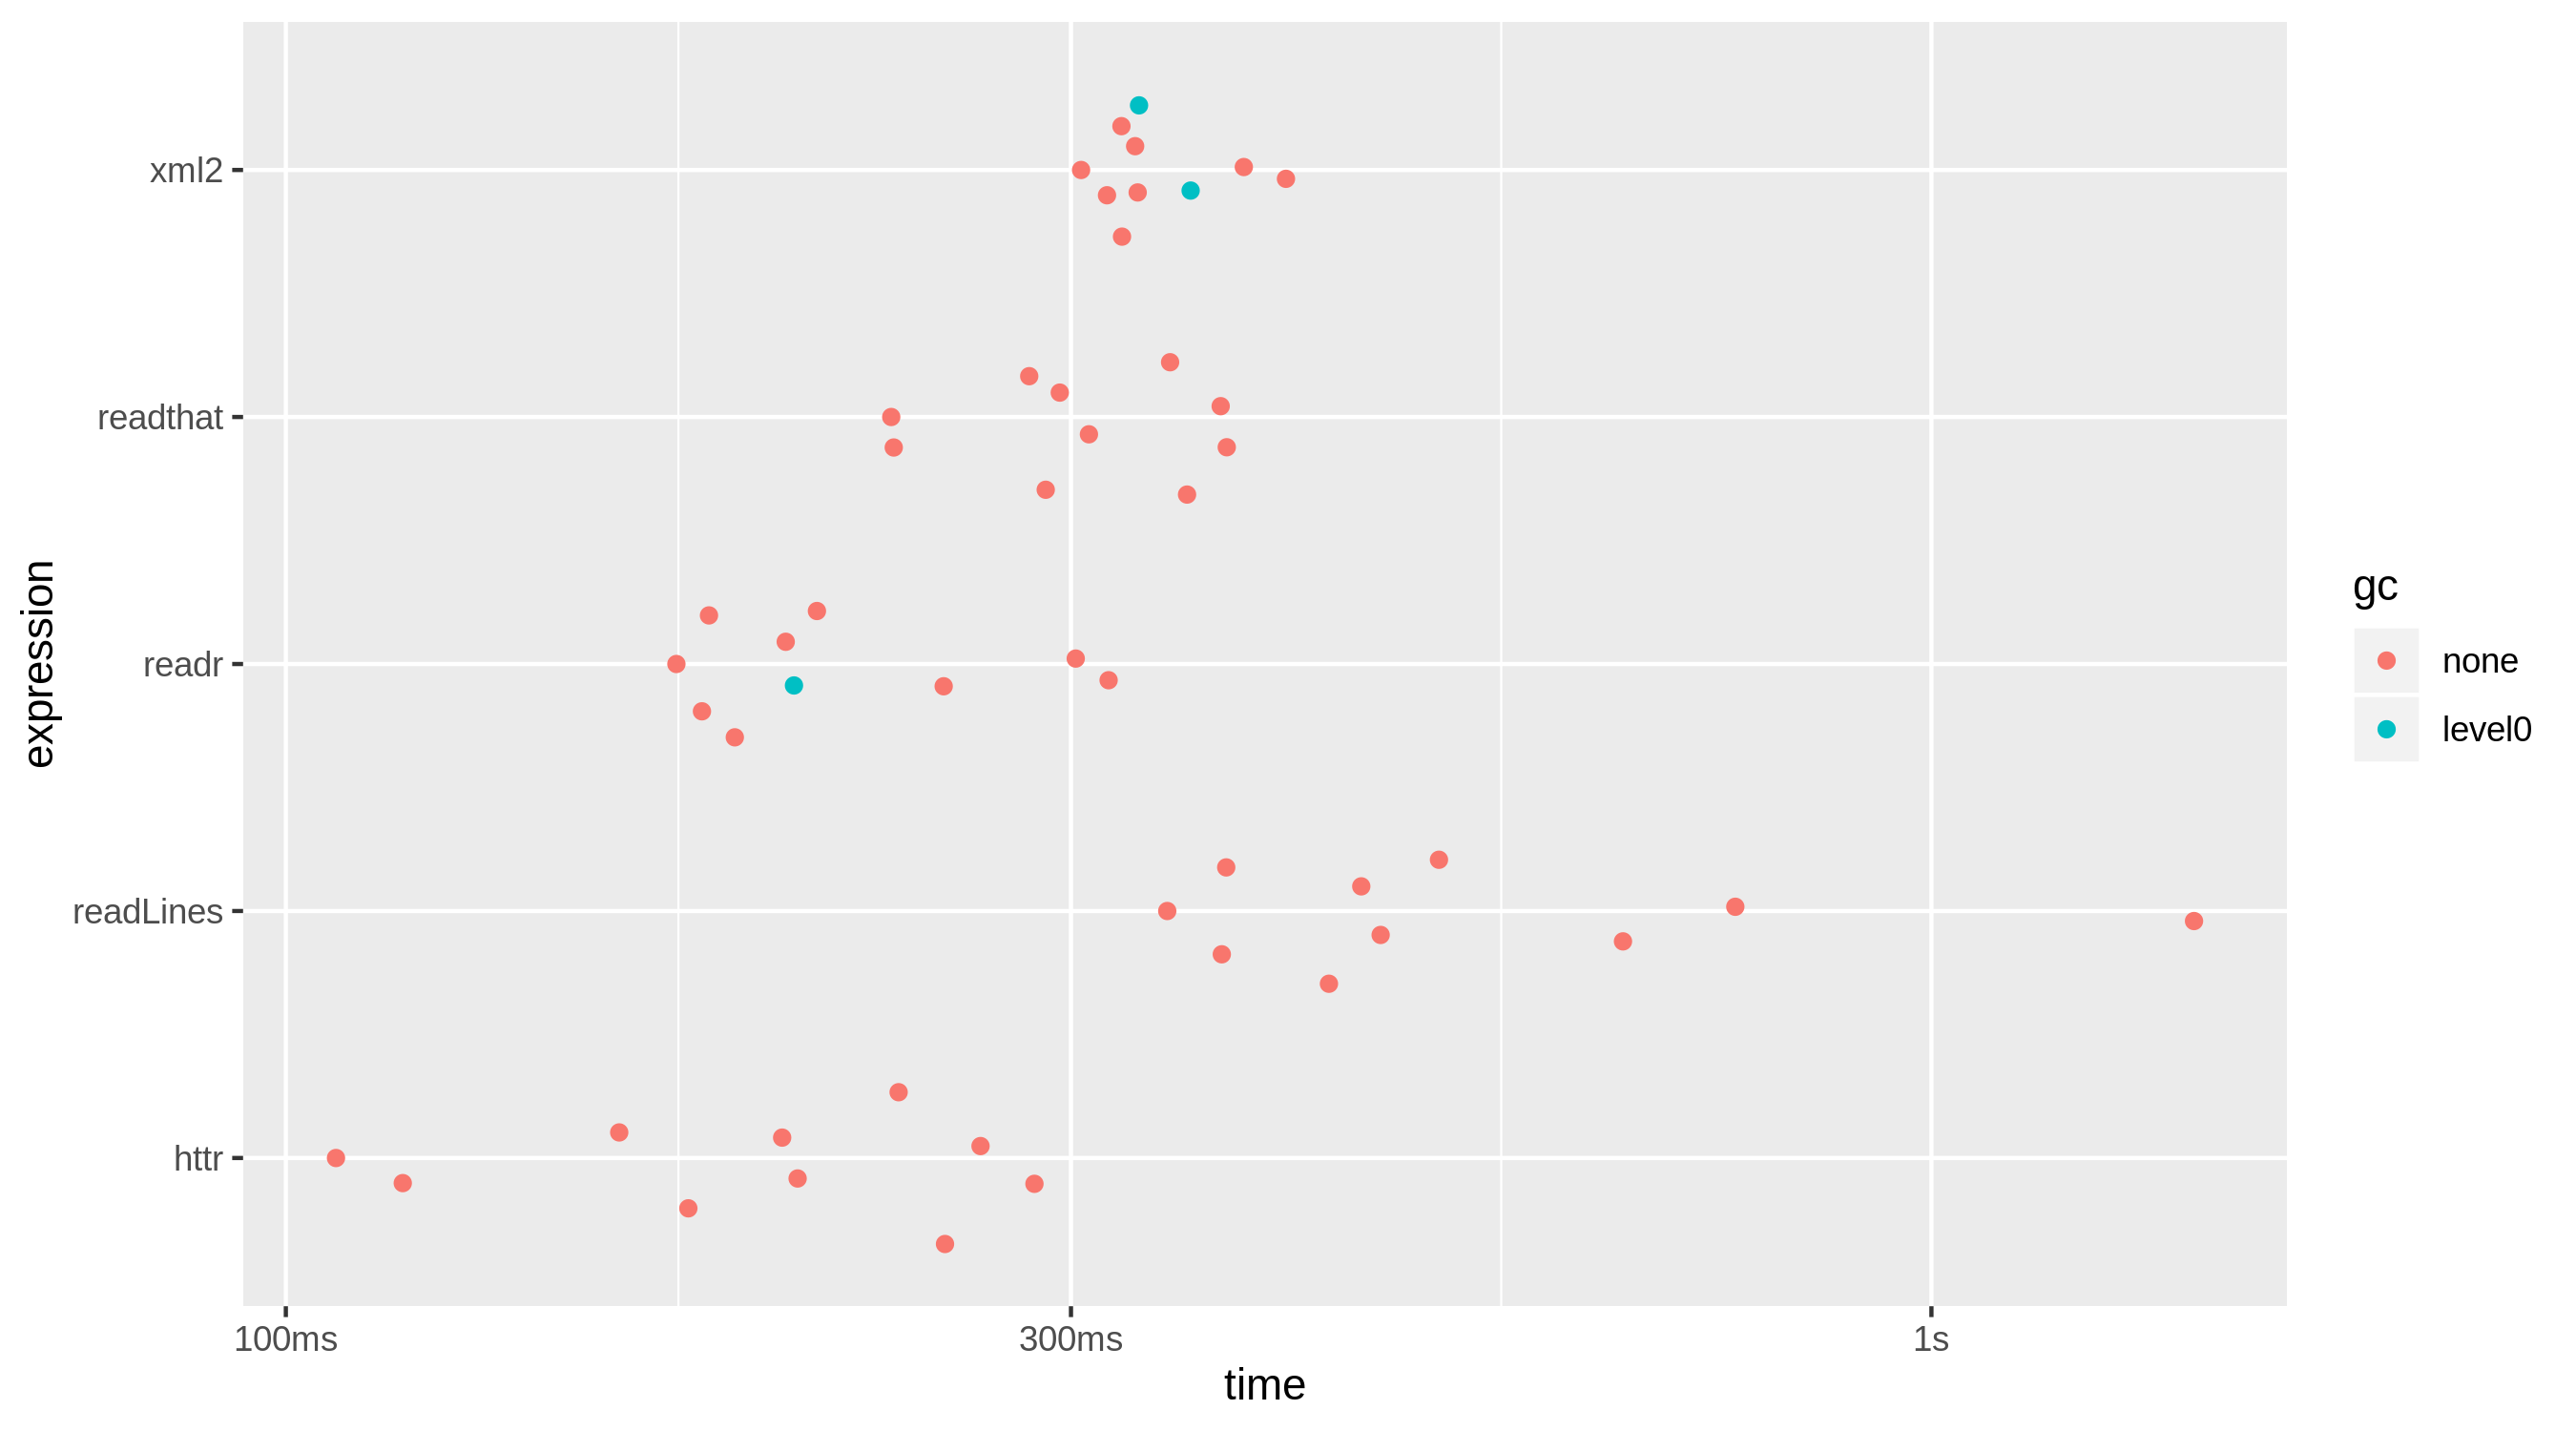 xml2
readthat
readr
readLines
httr
expression
100ms
300ms
1s
time
gc
none
level0